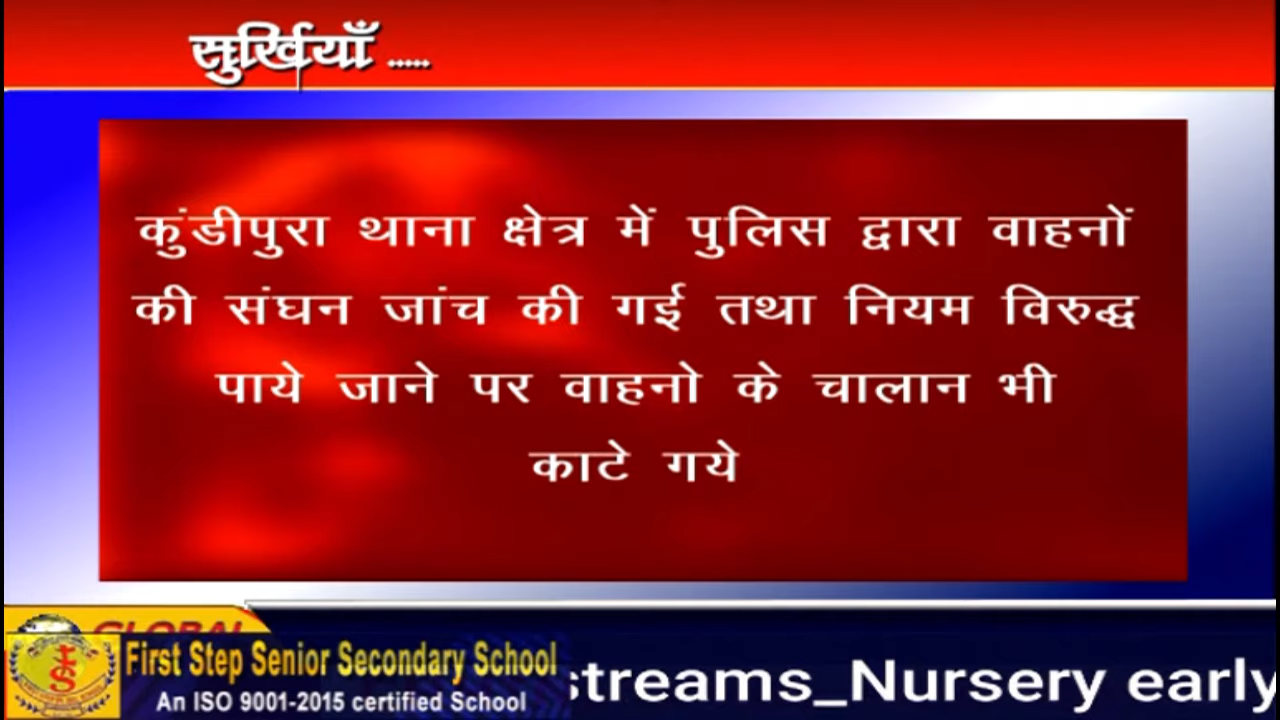 सुर्खियाँ .....
कुंडीपुरा थाना क्षेत्र में पुलिस द्वारा वाहनों
की संघन जांच की गई तथा नियम विरुद्ध
पाये जाने पर वाहनो के चालान भी
काटे गये
GLOBAL
First Step Senior Secondary School
An ISO 9001-2015 certified School
streams_Nursery early